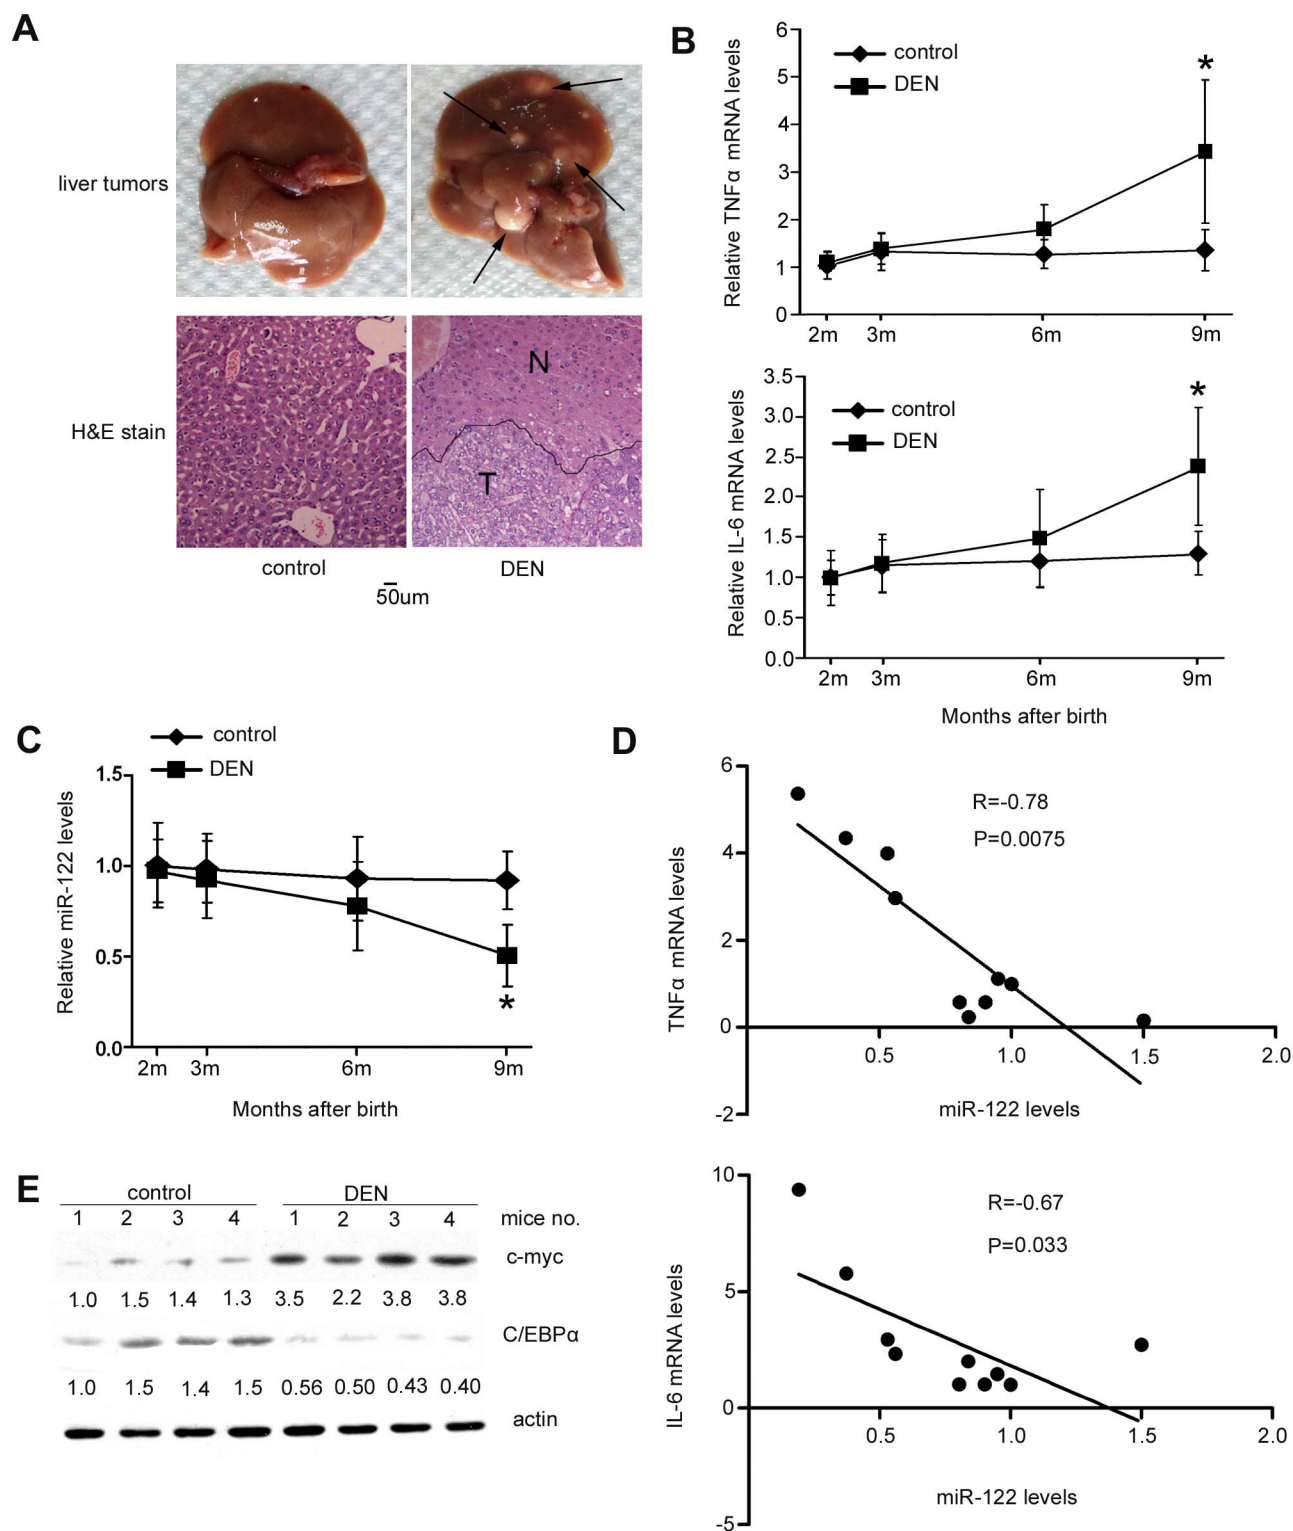 A
liver tumors
H&E stain
N
T
control
DEN
50um
B
Relative TNFα mRNA levels
6
5
4
3
2
1
0
control
DEN
*
2m 3m 6m 9m
Relative IL-6 mRNA levels
3.5
3.0
2.5
2.0
1.5
1.0
0.5
0.0
control
DEN
*
2m 3m 6m 9m
Months after birth
C
control
DEN
Relative miR-122 levels
1.5
1.0
0.5
0.0
*
2m 3m 6m 9m
Months after birth
D
TNFα mRNA levels
6
4
2
0
-2
R=-0.78
P=0.0075
0.5 1.0 1.5 2.0
miR-122 levels
IL-6 mRNA levels
10
5
0
-5
R=-0.67
P=0.033
0.5 1.0 1.5 2.0
miR-122 levels
E
control DEN
1 2 3 4 1 2 3 4 mice no.
c-myc
1.0 1.5 1.4 1.3 3.5 2.2 3.8 3.8
C/EBPα
1.0 1.5 1.4 1.5 0.56 0.50 0.43 0.40
actin